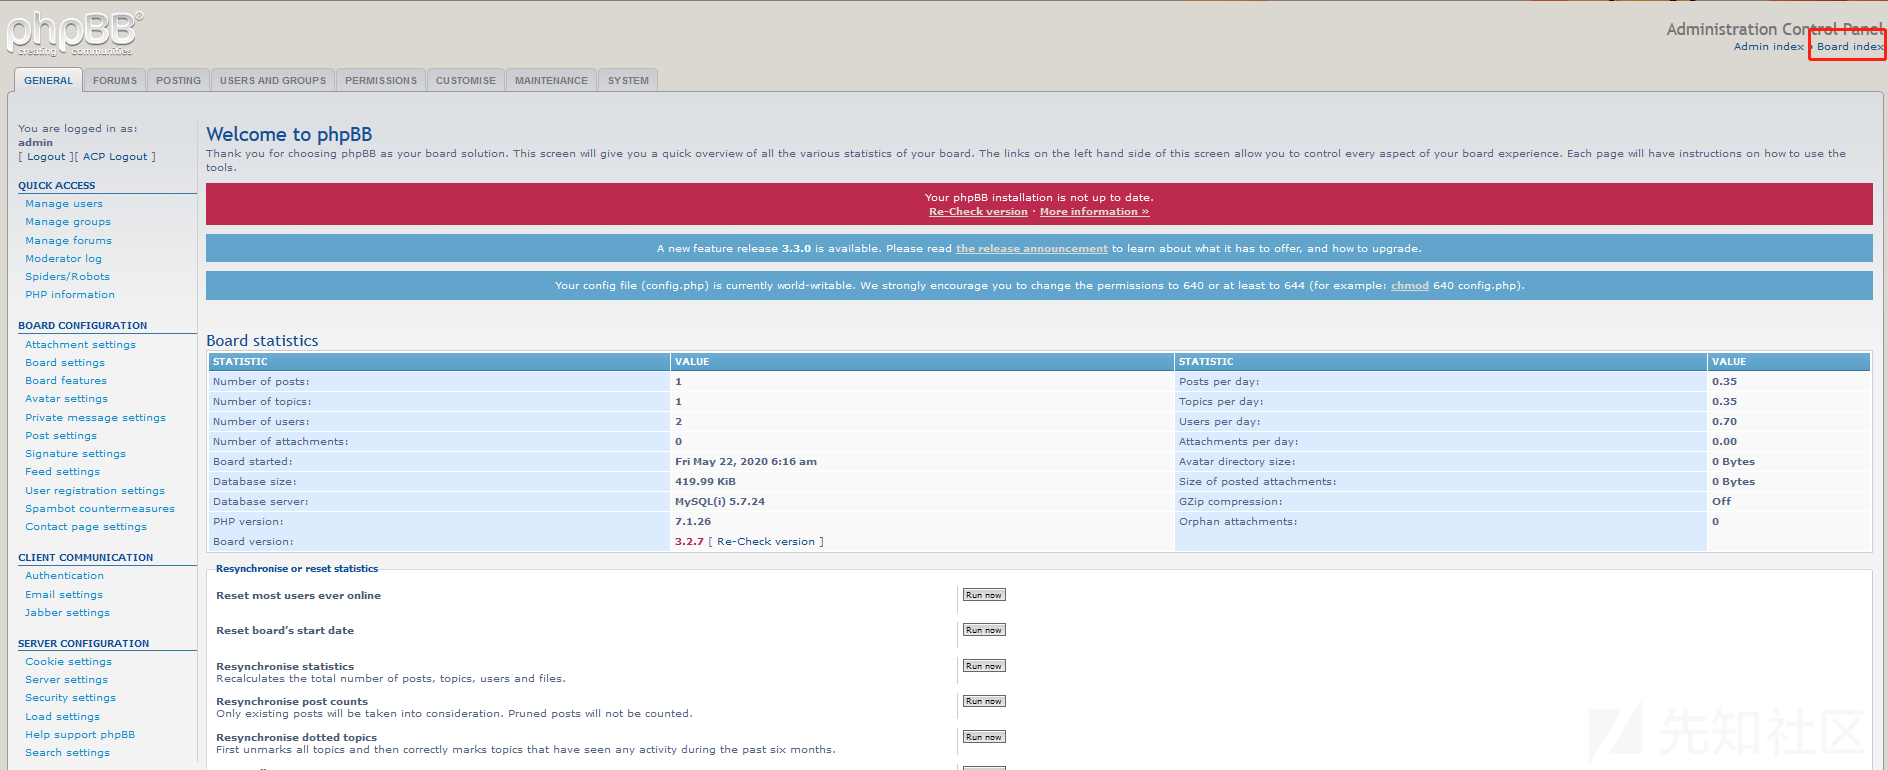 phpBB®
creating communities
Administration Control Panel
Admin index • Board index
GENERAL FORUMS POSTING USERS AND GROUPS PERMISSIONS CUSTOMISE MAINTENANCE SYSTEM
You are logged in as:
admin
[ Logout ][ ACP Logout ]
QUICK ACCESS
Manage users
Manage groups
Manage forums
Moderator log
Spiders/Robots
PHP information
BOARD CONFIGURATION
Attachment settings
Board settings
Board features
Avatar settings
Private message settings
Post settings
Signature settings
Feed settings
User registration settings
Spambot countermeasures
Contact page settings
CLIENT COMMUNICATION
Authentication
Email settings
Jabber settings
SERVER CONFIGURATION
Cookie settings
Server settings
Security settings
Load settings
Help support phpBB
Search settings
Welcome to phpBB
Thank you for choosing phpBB as your board solution. This screen will give you a quick overview of all the various statistics of your board. The links on the left hand side of this screen allow you to control every aspect of your board experience. Each page will have instructions on how to use the
tools.
Your phpBB installation is not up to date.
Re-Check version · More information »
A new feature release 3.3.0 is available. Please read the release announcement to learn about what it has to offer, and how to upgrade.
Your config file (config.php) is currently world-writable. We strongly encourage you to change the permissions to 640 or at least to 644 (for example: chmod 640 config.php).
Board statistics
STATISTIC VALUE STATISTIC VALUE
Number of posts: 1 Posts per day: 0.35
Number of topics: 1 Topics per day: 0.35
Number of users: 2 Users per day: 0.70
Number of attachments: 0 Attachments per day: 0.00
Board started: Fri May 22, 2020 6:16 am Avatar directory size: 0 Bytes
Database size: 419.99 KiB Size of posted attachments: 0 Bytes
Database server: MySQL(i) 5.7.24 GZip compression: Off
PHP version: 7.1.26 Orphan attachments: 0
Board version: 3.2.7 [ Re-Check version ]
Resynchronise or reset statistics
Reset most users ever online Run now
Reset board’s start date Run now
Resynchronise statistics Run now
Recalculates the total number of posts, topics, users and files.
Resynchronise post counts Run now
Only existing posts will be taken into consideration. Pruned posts will not be counted.
Resynchronise dotted topics Run now
First unmarks all topics and then correctly marks topics that have seen any activity during the past six months.
先知社区